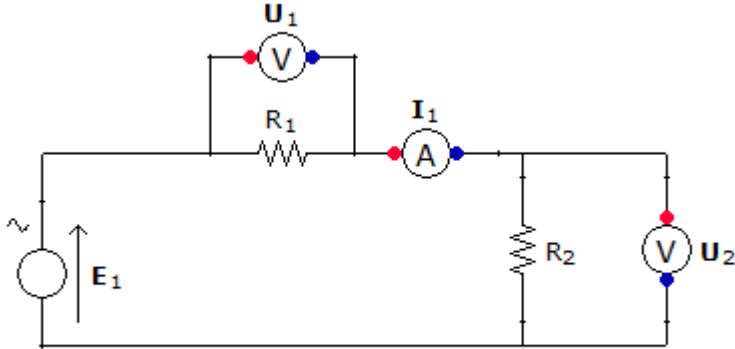 U₁
V
R₁
I₁
A
E₁
R₂
V
U₂